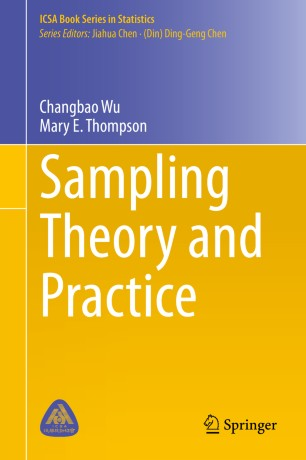 ICSA Book Series in Statistics
Series Editors: Jiahua Chen · (Din) Ding-Geng Chen
Changbao Wu
Mary E. Thompson
Sampling
Theory and
Practice
Springer